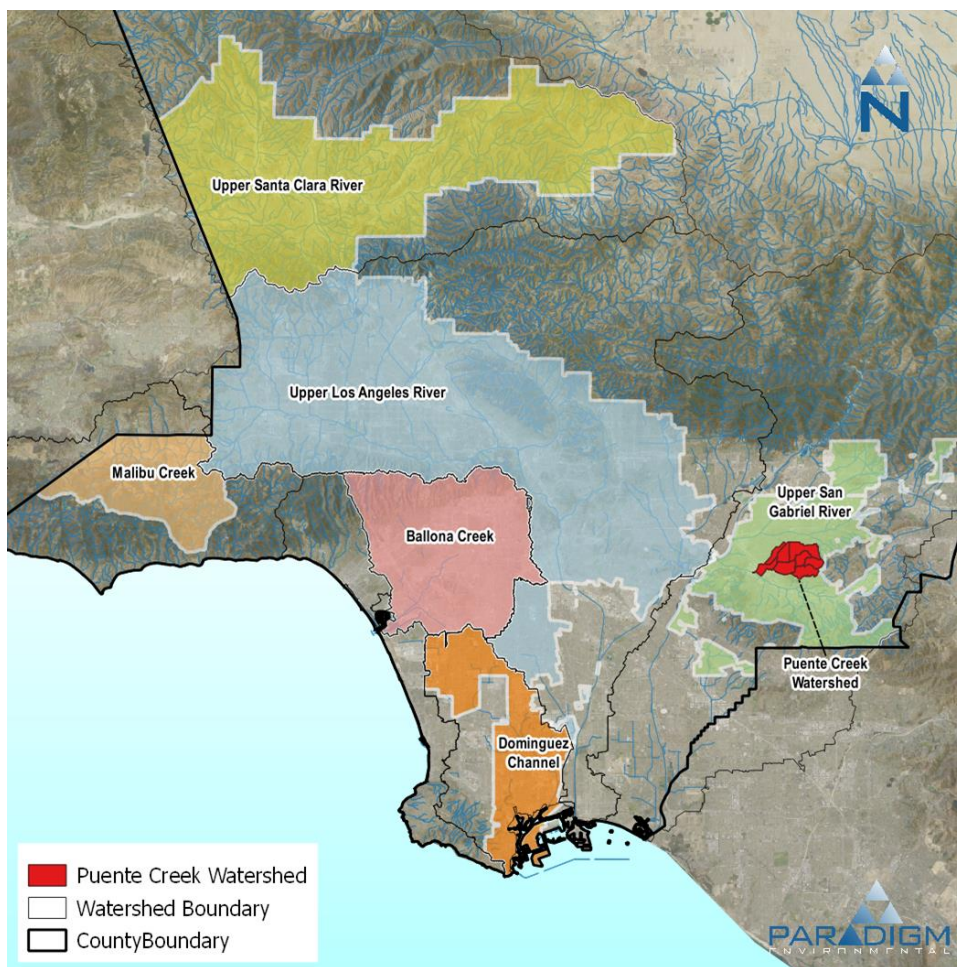 N
Upper Santa Clara River
Upper Los Angeles River
Malibu Creek
Upper San
Gabriel River
Ballona Creek
Puente Creek
Watershed
Dominguez
Channel
Puente Creek Watershed
Watershed Boundary
CountyBoundary
PARADIGM
ENVIRONMENTAL